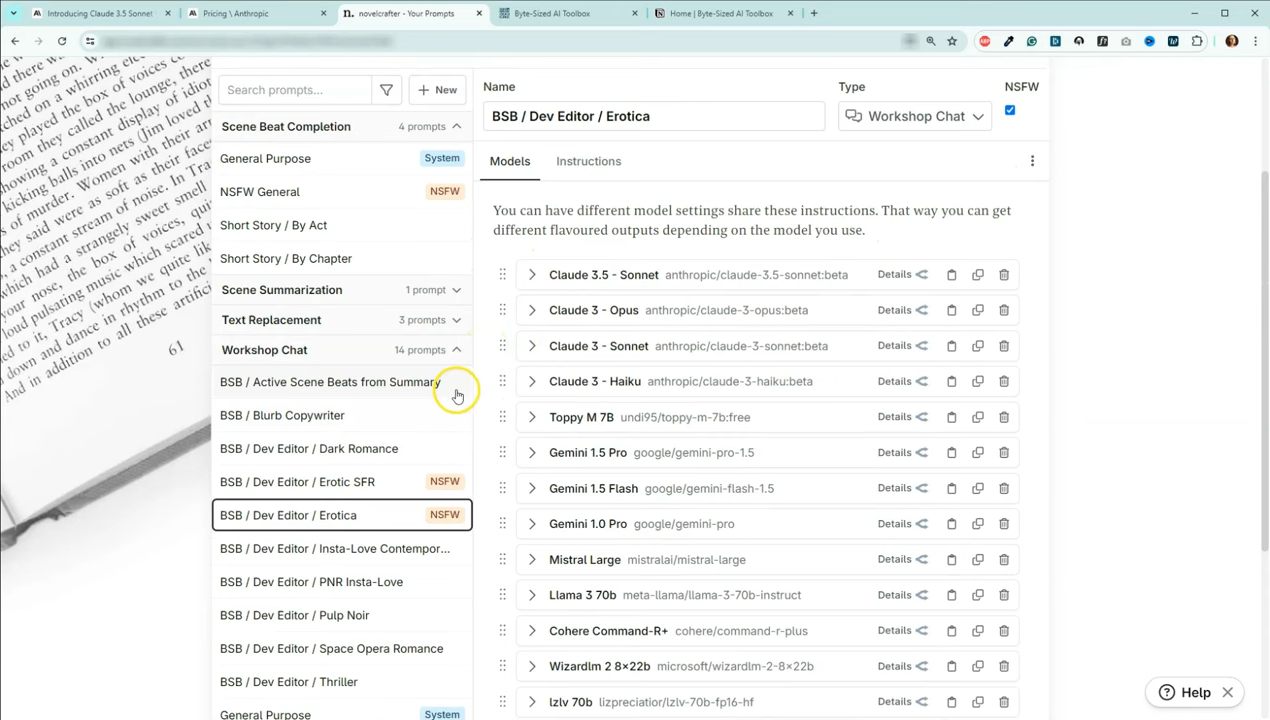 Introducing Claude 3.5 Sonnet
Pricing \ Anthropic
novelcrafter - Your Prompts
Byte-Sized AI Toolbox
Home | Byte-Sized AI Toolbox
Search prompts...
New
Scene Beat Completion 4 prompts
General Purpose System
NSFW General NSFW
Short Story / By Act
Short Story / By Chapter
Scene Summarization 1 prompt
Text Replacement 3 prompts
Workshop Chat 14 prompts
BSB / Active Scene Beats from Summary
BSB / Blurb Copywriter
BSB / Dev Editor / Dark Romance
BSB / Dev Editor / Erotic SFR NSFW
BSB / Dev Editor / Erotica NSFW
BSB / Dev Editor / Insta-Love Contempor...
BSB / Dev Editor / PNR Insta-Love
BSB / Dev Editor / Pulp Noir
BSB / Dev Editor / Space Opera Romance
BSB / Dev Editor / Thriller
General Purpose System
Name Type NSFW
BSB / Dev Editor / Erotica Workshop Chat
Models Instructions
You can have different model settings share these instructions. That way you can get
different flavoured outputs depending on the model you use.
Claude 3.5 - Sonnet anthropic/claude-3.5-sonnet:beta Details
Claude 3 - Opus anthropic/claude-3-opus:beta Details
Claude 3 - Sonnet anthropic/claude-3-sonnet:beta Details
Claude 3 - Haiku anthropic/claude-3-haiku:beta Details
Toppy M 7B undi95/toppy-m-7b:free Details
Gemini 1.5 Pro google/gemini-pro-1.5 Details
Gemini 1.5 Flash google/gemini-flash-1.5 Details
Gemini 1.0 Pro google/gemini-pro Details
Mistral Large mistralai/mistral-large Details
Llama 3 70b meta-llama/llama-3-70b-instruct Details
Cohere Command-R+ cohere/command-r-plus Details
Wizardlm 2 8×22b microsoft/wizardlm-2-8x22b Details
lzlv 70b lizpreciatior/lzlv-70b-fp16-hf Details
Help
61